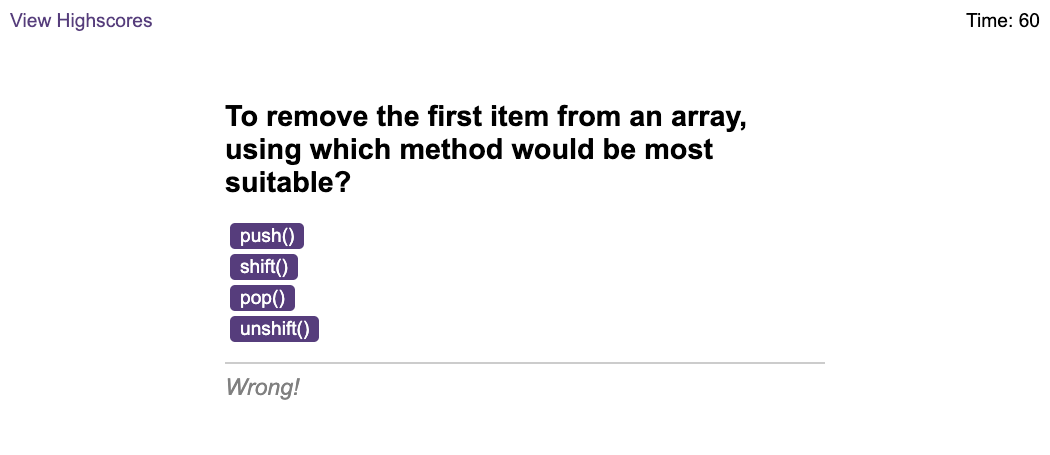 View Highscores
Time: 60
To remove the first item from an array,
using which method would be most
suitable?
push()
shift()
pop()
unshift()
Wrong!